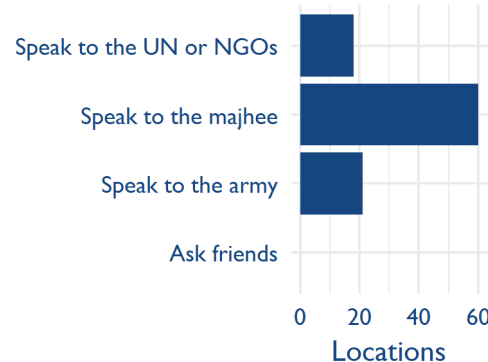 Speak to the UN or NGOs
Speak to the majhee
Speak to the army
Ask friends
0 20 40 60
Locations